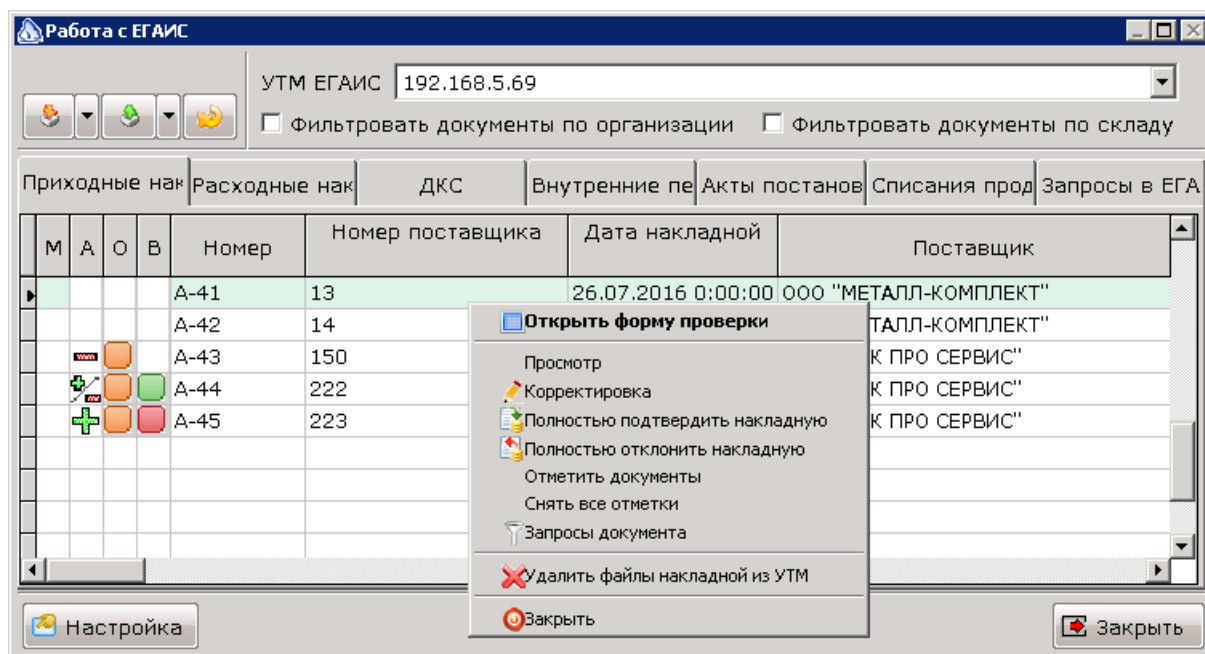 Работа с ЕГАИС
УТМ ЕГАИС 192.168.5.69
Фильтровать документы по организации Фильтровать документы по складу
Приходные нак Расходные нак ДКС Внутренние пе Акты постанов Списания прод Запросы в ЕГА
М А О В Номер Номер поставщика Дата накладной Поставщик
А-41 13 26.07.2016 0:00:00 ООО "МЕТАЛЛ-КОМПЛЕКТ"
А-42 14 ТАЛЛ-КОМПЛЕКТ"
А-43 150 К ПРО СЕРВИС"
А-44 222 К ПРО СЕРВИС"
А-45 223 К ПРО СЕРВИС"
Открыть форму проверки
Просмотр
Корректировка
Полностью подтвердить накладную
Полностью отклонить накладную
Отметить документы
Снять все отметки
Запросы документа
Удалить файлы накладной из УТМ
Закрыть
Настройка Закрыть